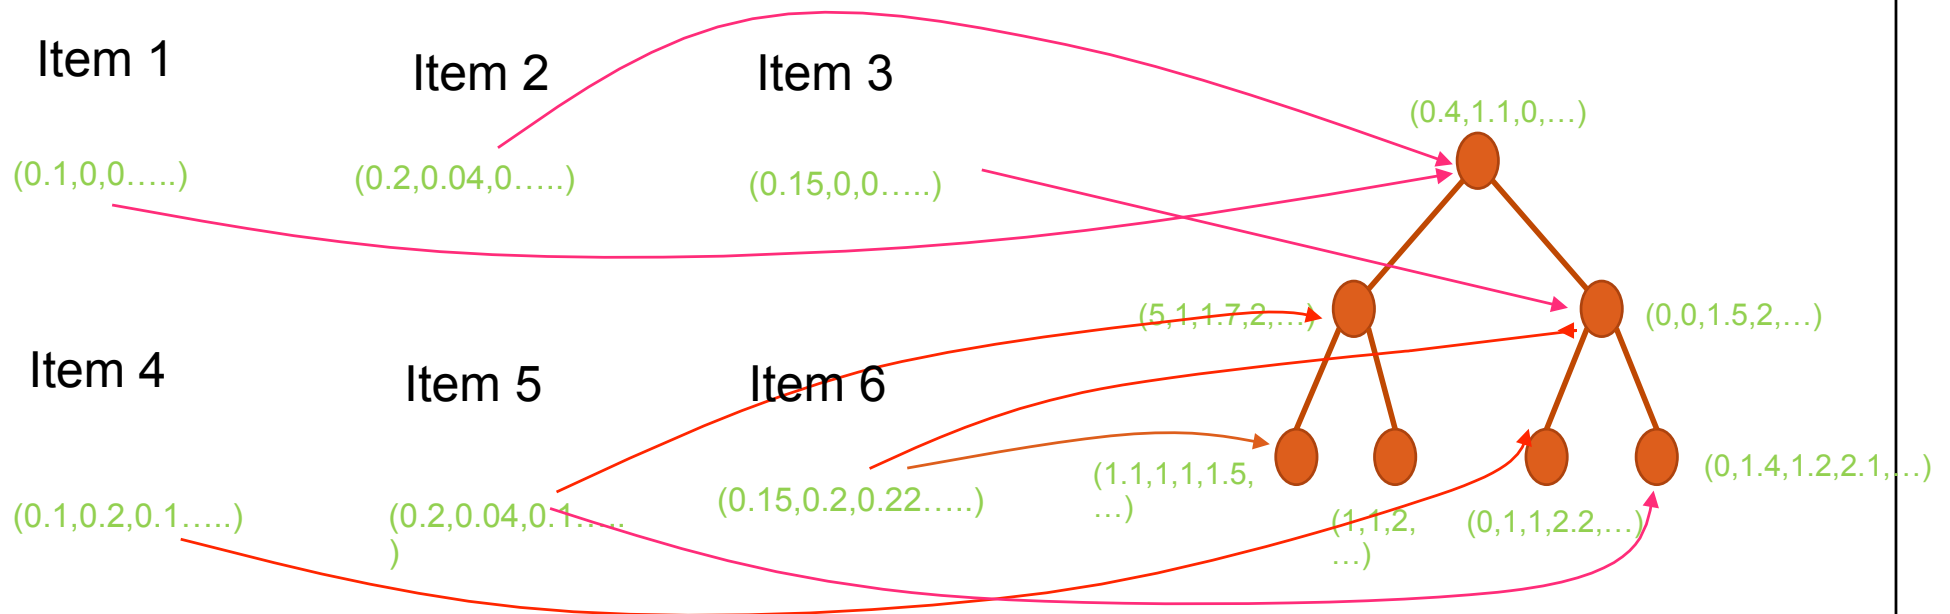 Item 1
Item 2
Item 3
(0.4,1.1,0,…)
(0.1,0,0…..)
(0.2,0.04,0…..)
(0.15,0,0…..)
(5,1,1.7,2,…)
(0,0,1.5,2,…)
Item 4
Item 5
Item 6
(0.1,0.2,0.1…..)
(0.2,0.04,0.1…..
)
(0.15,0.2,0.22…..)
(1.1,1,1,1.5,
…)
(1,1,2,
…)
(0,1,1,2.2,…)
(0,1.4,1.2,2.1,…)